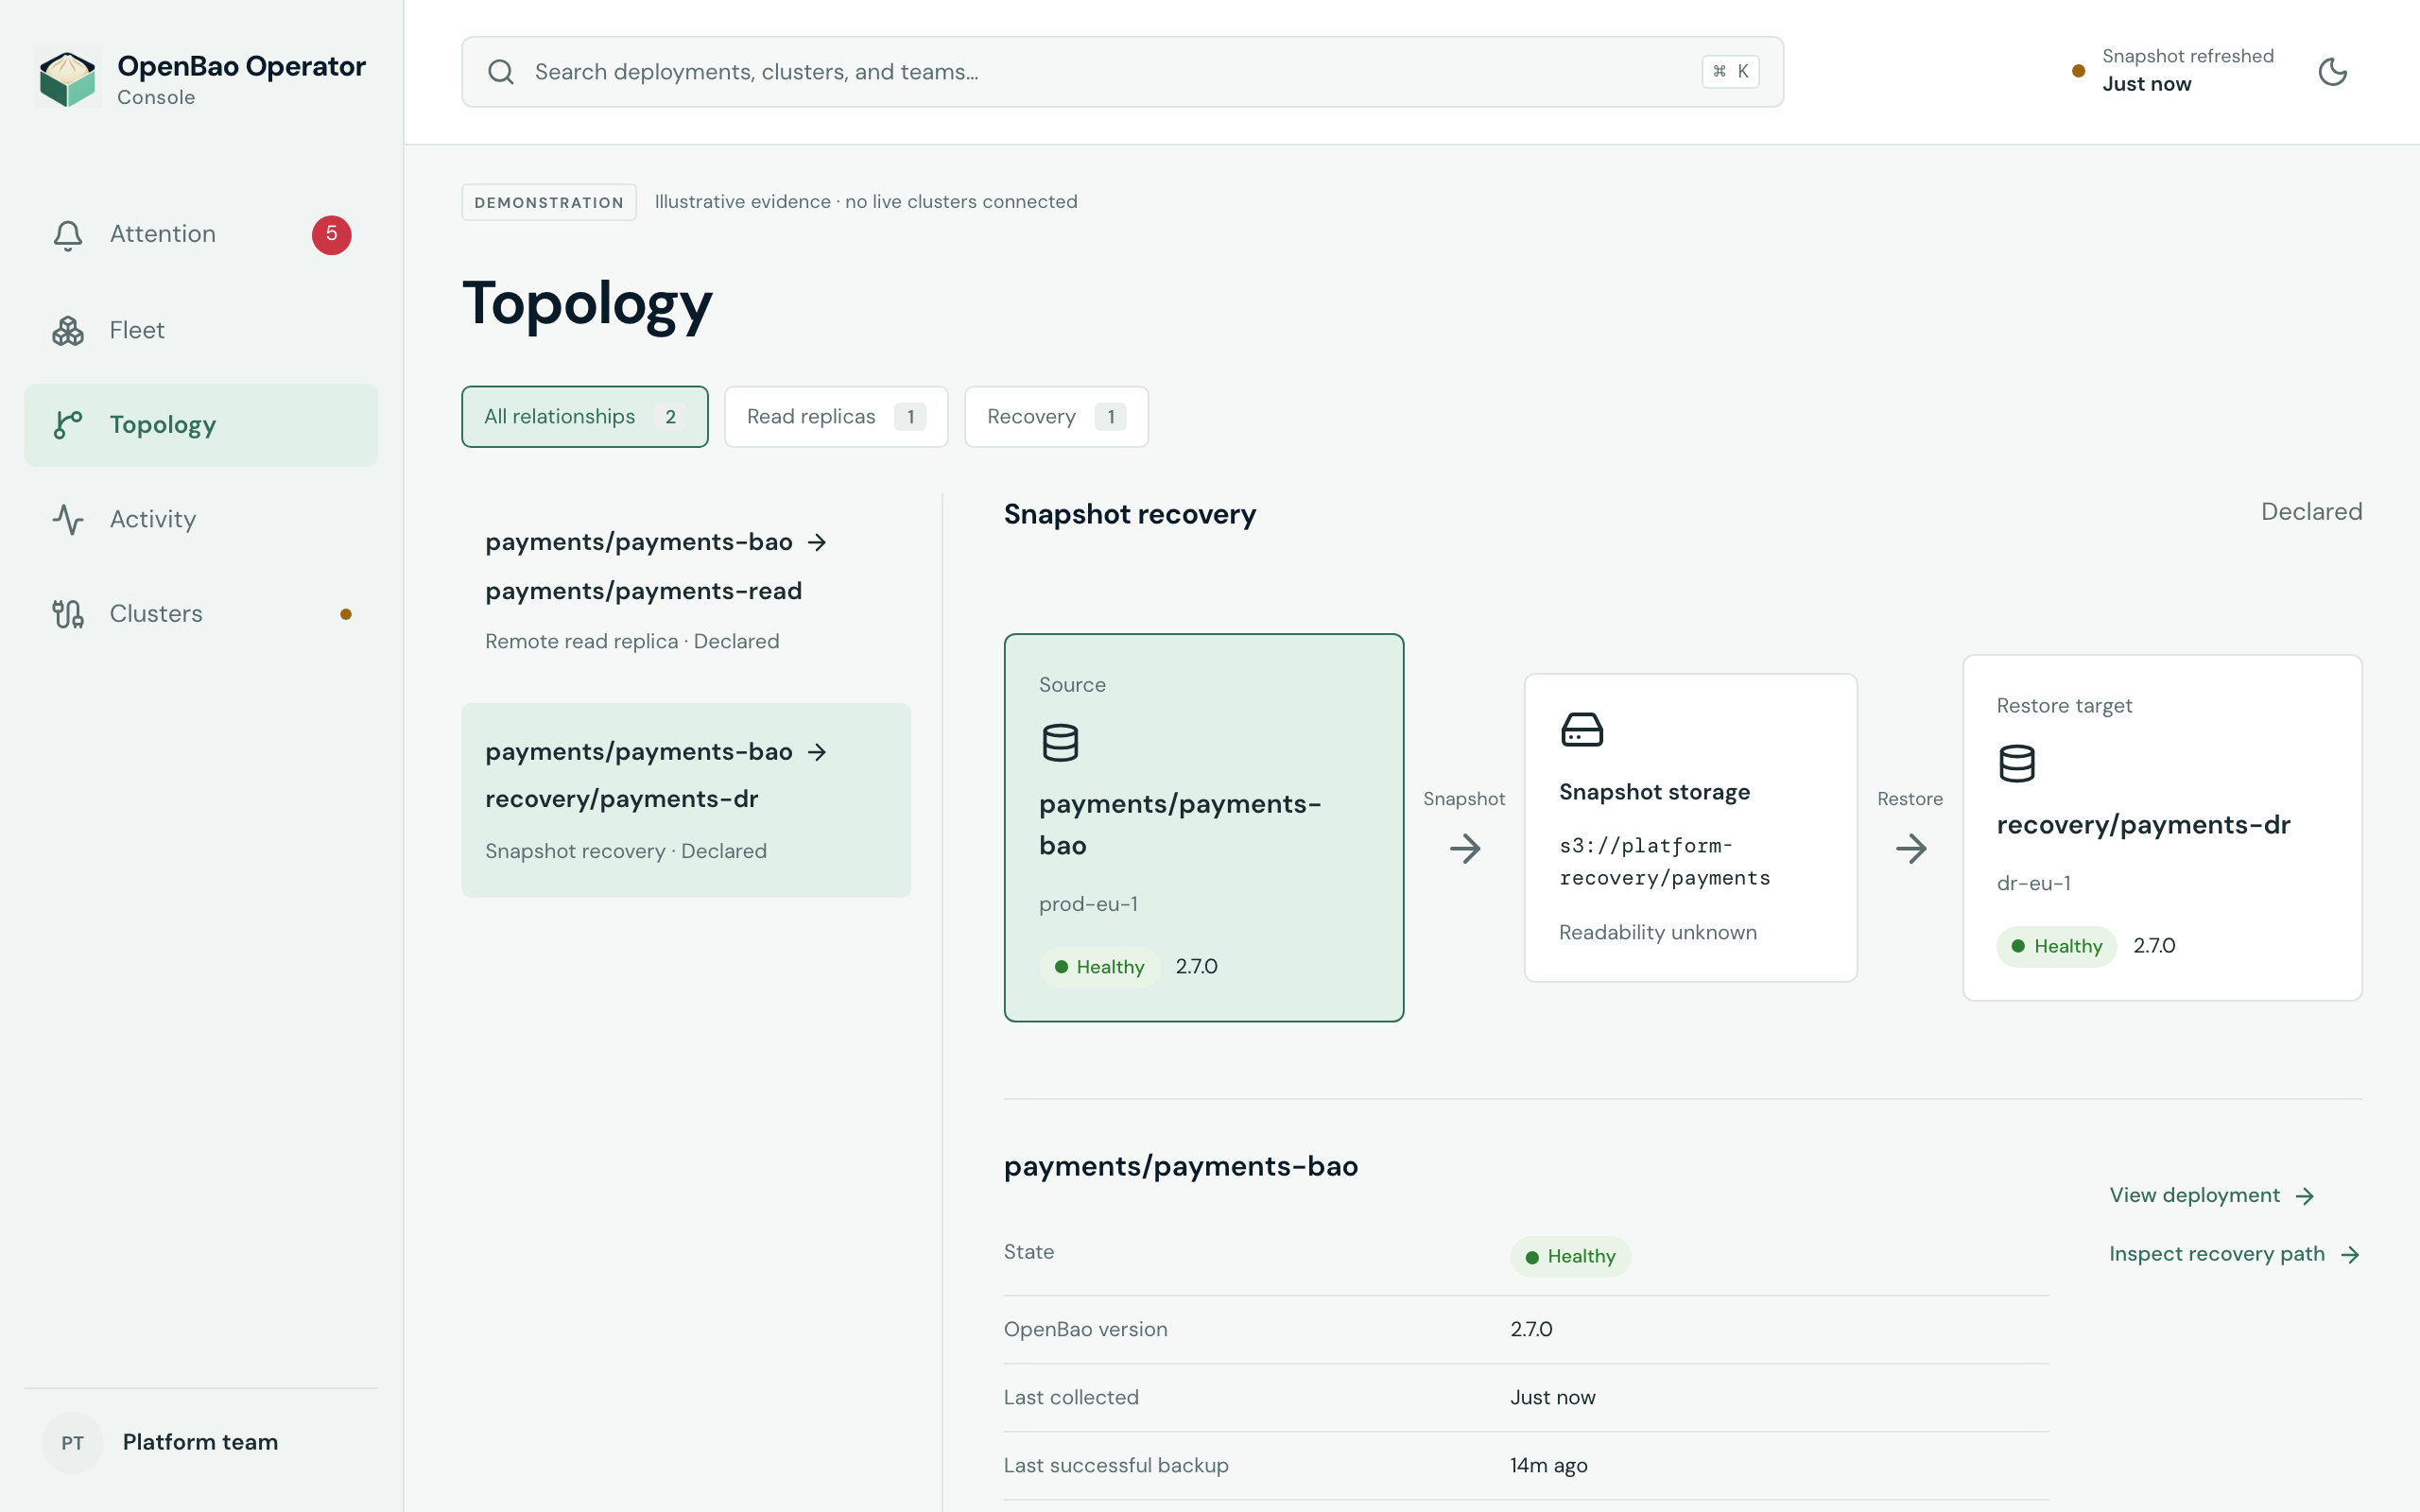 OpenBao Operator
Console
Search deployments, clusters, and teams...
⌘ K
Snapshot refreshed
Just now
Attention
5
Fleet
Topology
Activity
Clusters
PT
Platform team
DEMONSTRATION
Illustrative evidence · no live clusters connected
Topology
All relationships 2
Read replicas 1
Recovery 1
payments/payments-bao →
payments/payments-read
Remote read replica · Declared
payments/payments-bao →
recovery/payments-dr
Snapshot recovery · Declared
Snapshot recovery
Declared
Source
payments/payments-
bao
prod-eu-1
Healthy 2.7.0
Snapshot
→
Snapshot storage
s3://platform-
recovery/payments
Readability unknown
Restore
→
Restore target
recovery/payments-dr
dr-eu-1
Healthy 2.7.0
payments/payments-bao
View deployment →
Inspect recovery path →
State Healthy
OpenBao version 2.7.0
Last collected Just now
Last successful backup 14m ago